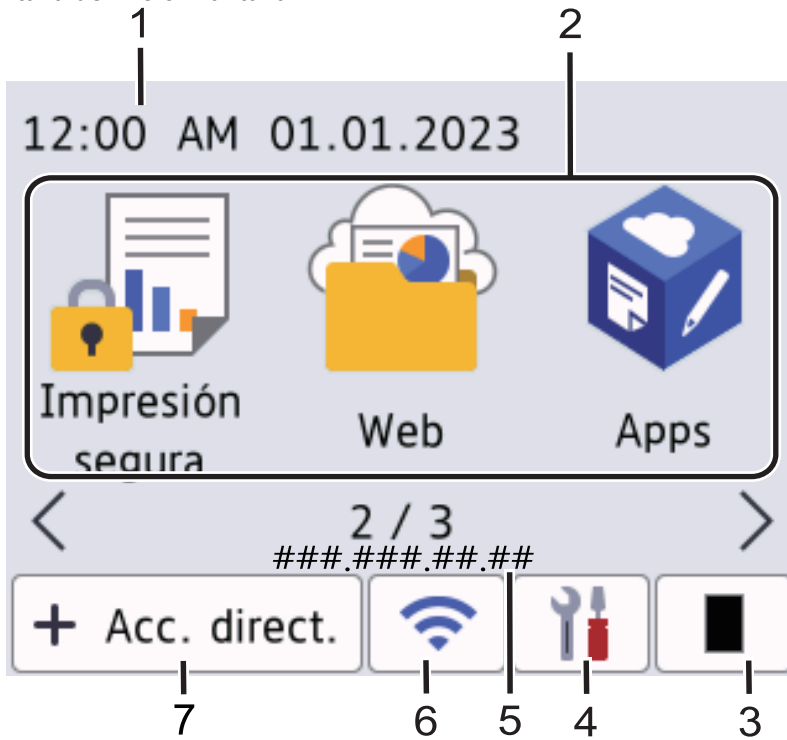 1 2
12:00 AM 01.01.2023
Impresión
segura
Web
Apps
2 / 3
###.###.##.##
+ Acc. direct.
7 6 5 4 3